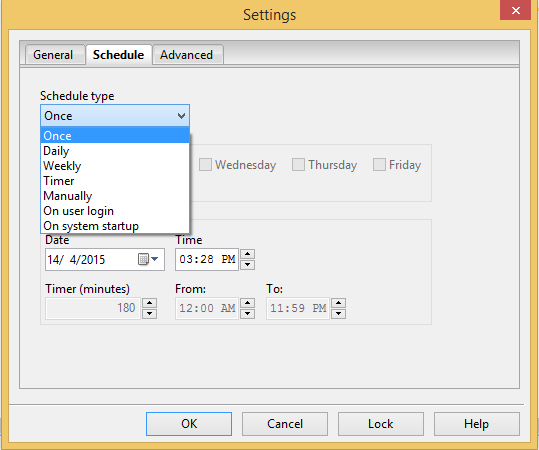 Settings
General Schedule Advanced
Schedule type
Once
Once
Daily
Weekly
Timer
Manually
On user login
On system startup
Wednesday Thursday Friday
Date Time
14/ 4/2015 03:28 PM
Timer (minutes) From: To:
180 12:00 AM 11:59 PM
OK Cancel Lock Help